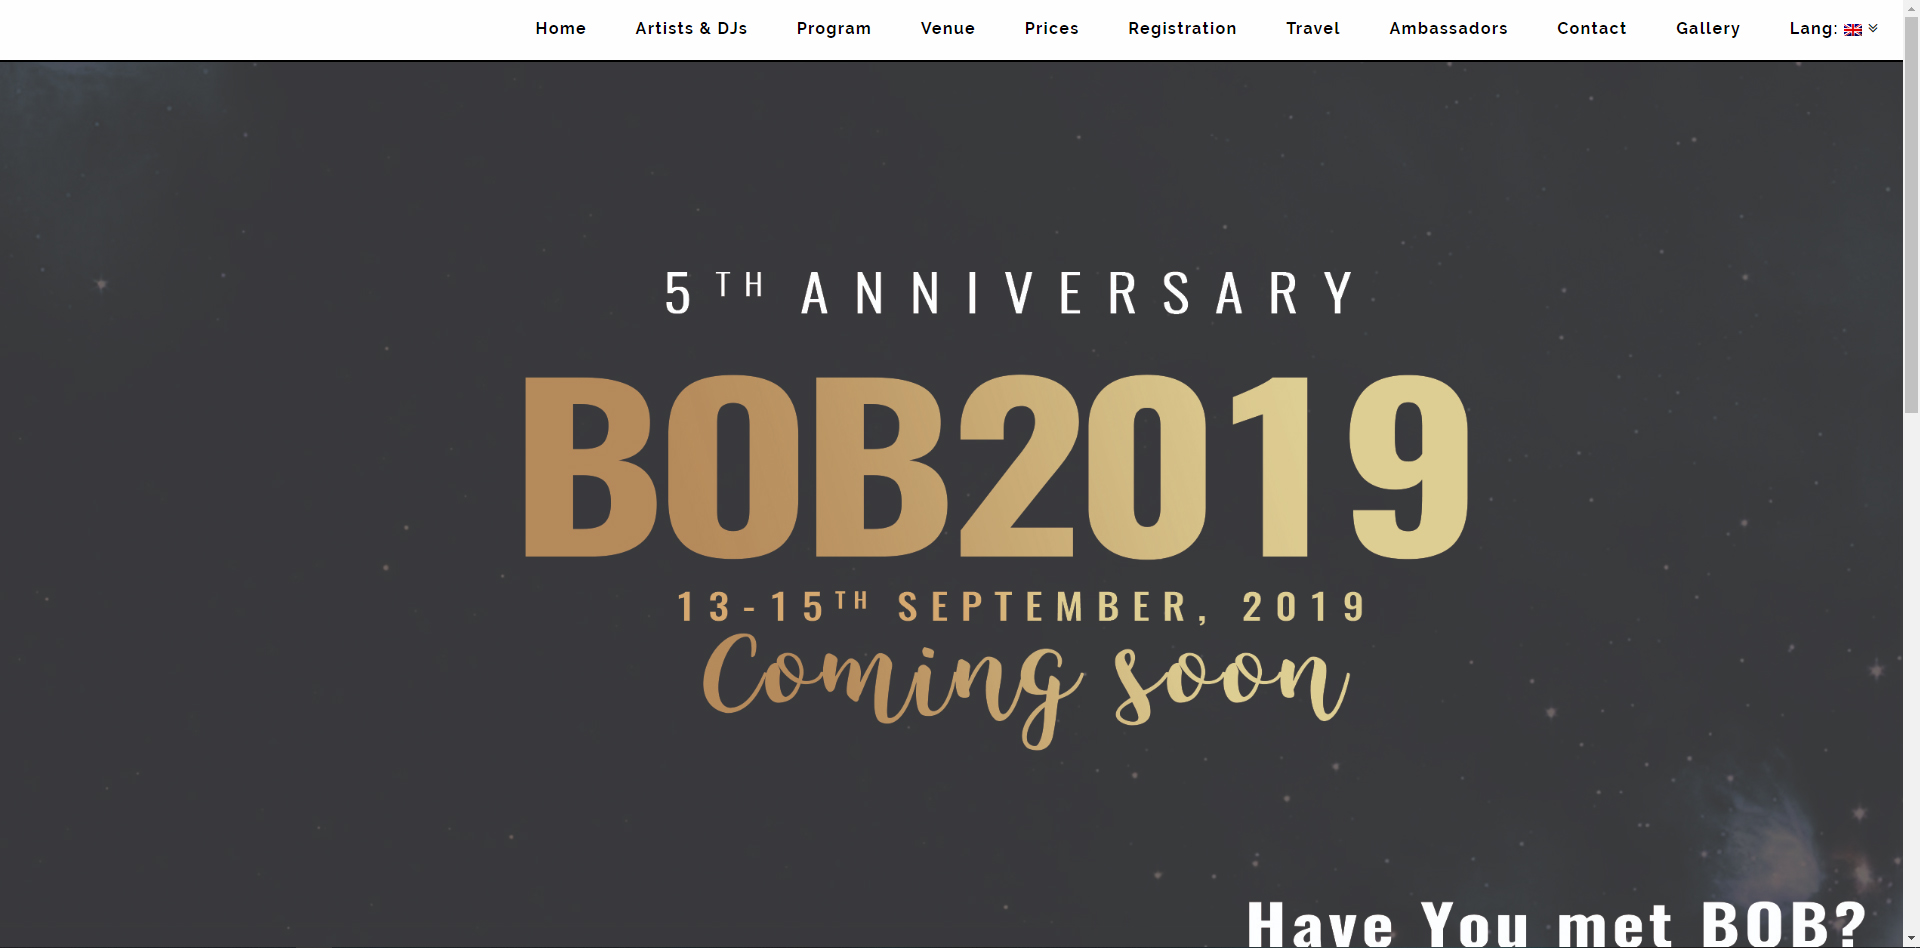 Home Artists & DJs Program Venue Prices Registration Travel Ambassadors Contact Gallery Lang:
5TH ANNIVERSARY
BOB2019
13-15TH SEPTEMBER, 2019
Coming soon
Have You met BOB?